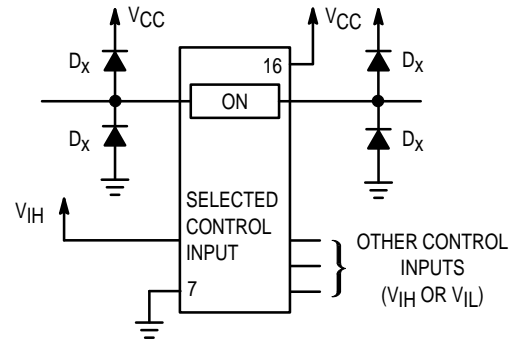 VCC
VCC
Dx
16
Dx
ON
Dx
Dx
VIH
SELECTED
CONTROL
INPUT
OTHER CONTROL
INPUTS
(VIH OR VIL)
7